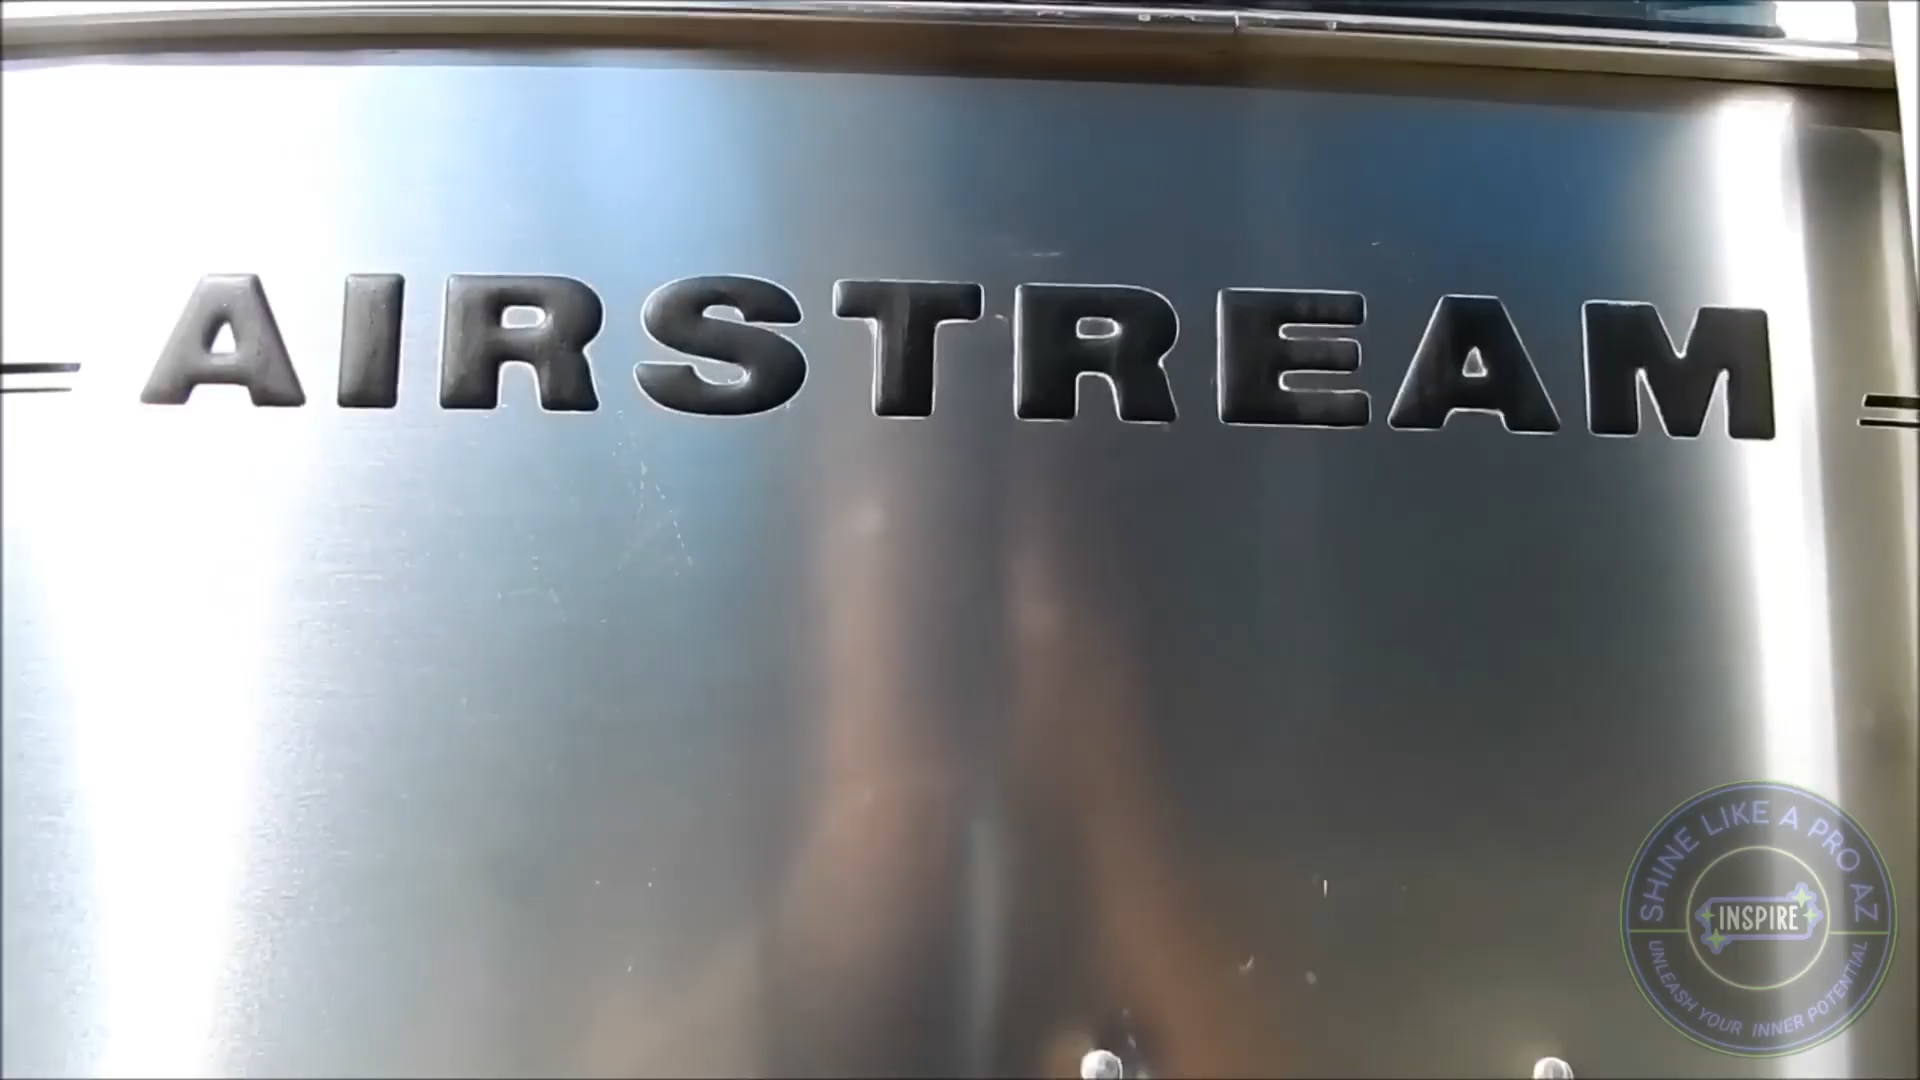 AIRSTREAM
SHINE LIKE A PRO AZ
INSPIRE
UNLEASH YOUR INNER POTENTIAL